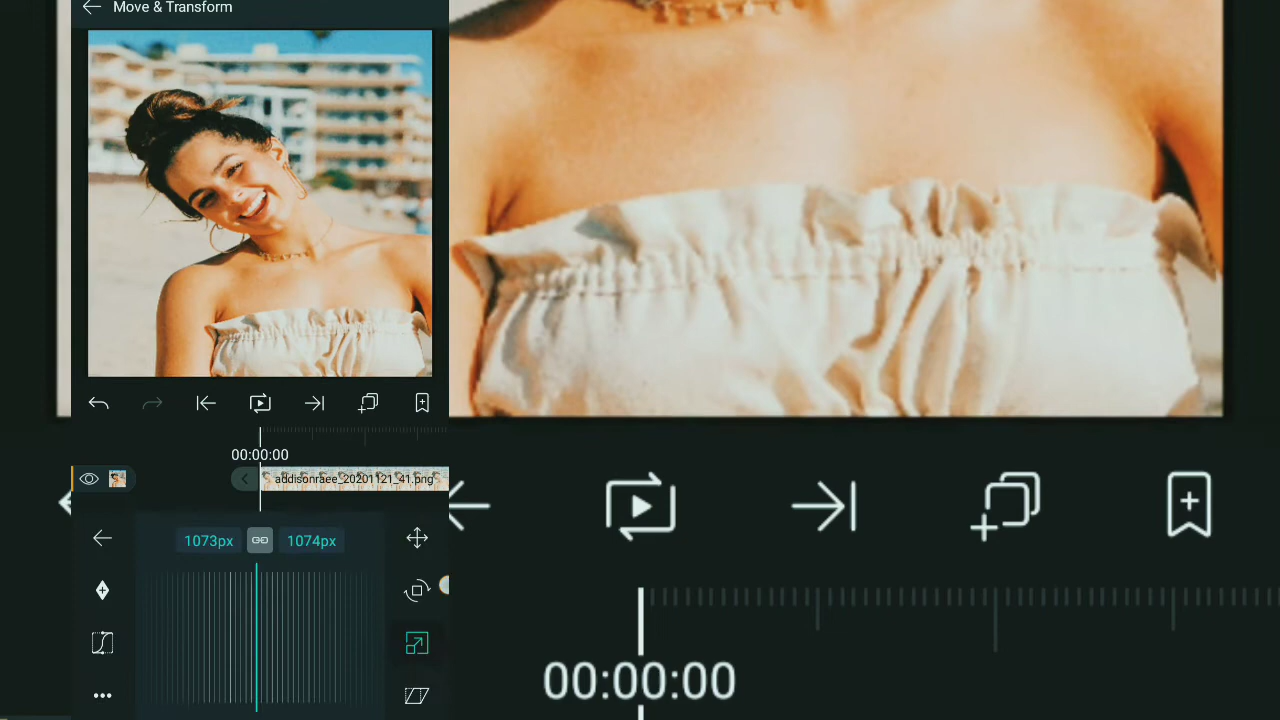 Move & Transform
00:00:00
addisonraee_20201121_41.png
1073px
1074px
00:00:00